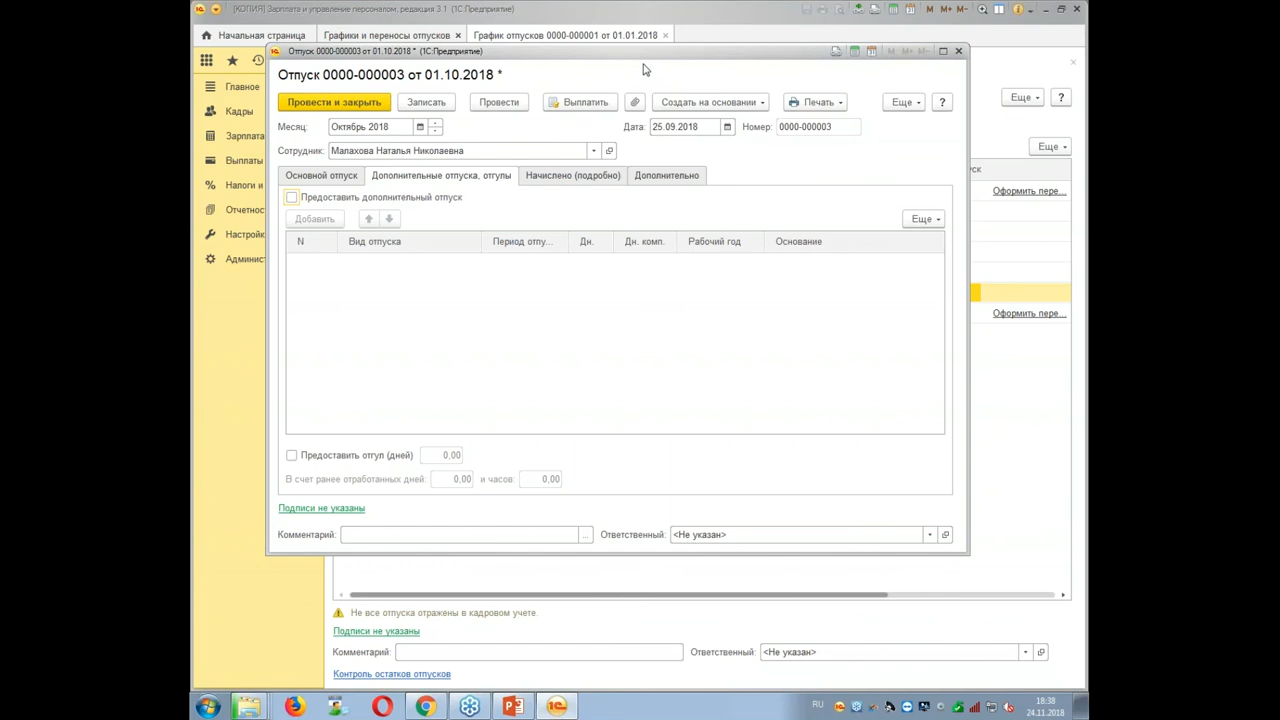 [КОПИЯ] Зарплата и управление персоналом, редакция 3.1 (1С:Предприятие)
M M+ M-
Начальная страница Графики и переносы отпусков × График отпусков 0000-000001 от 01.01.2018 ×
Отпуск 0000-000003 от 01.10.2018 * (1С:Предприятие)
M M+ M-
Отпуск 0000-000003 от 01.10.2018 *
Главное
Провести и закрыть Записать Провести Выплатить Создать на основании Печать Еще ?
Еще ?
Кадры
Месяц: Октябрь 2018 Дата: 25.09.2018 Номер: 0000-000003
Зарплата
Сотрудник: Малахова Наталья Николаевна
Еще
Выплаты
Основной отпуск Дополнительные отпуска, отгулы Начислено (подробно) Дополнительно
Налоги и
Предоставить дополнительный отпуск
Оформить пере...
Отчетнос
Добавить Еще
Настройк
N Вид отпуска Период отпу... Дн. Дн. комп. Рабочий год Основание
Админис
Оформить пере...
Предоставить отгул (дней) 0,00
В счет ранее отработанных дней: 0,00 и часов: 0,00
Подписи не указаны
Комментарий: ... Ответственный: <Не указан>
Не все отпуска отражены в кадровом учете.
Подписи не указаны
Комментарий: Ответственный: <Не указан>
Контроль остатков отпусков
RU
18:38
24.11.2018